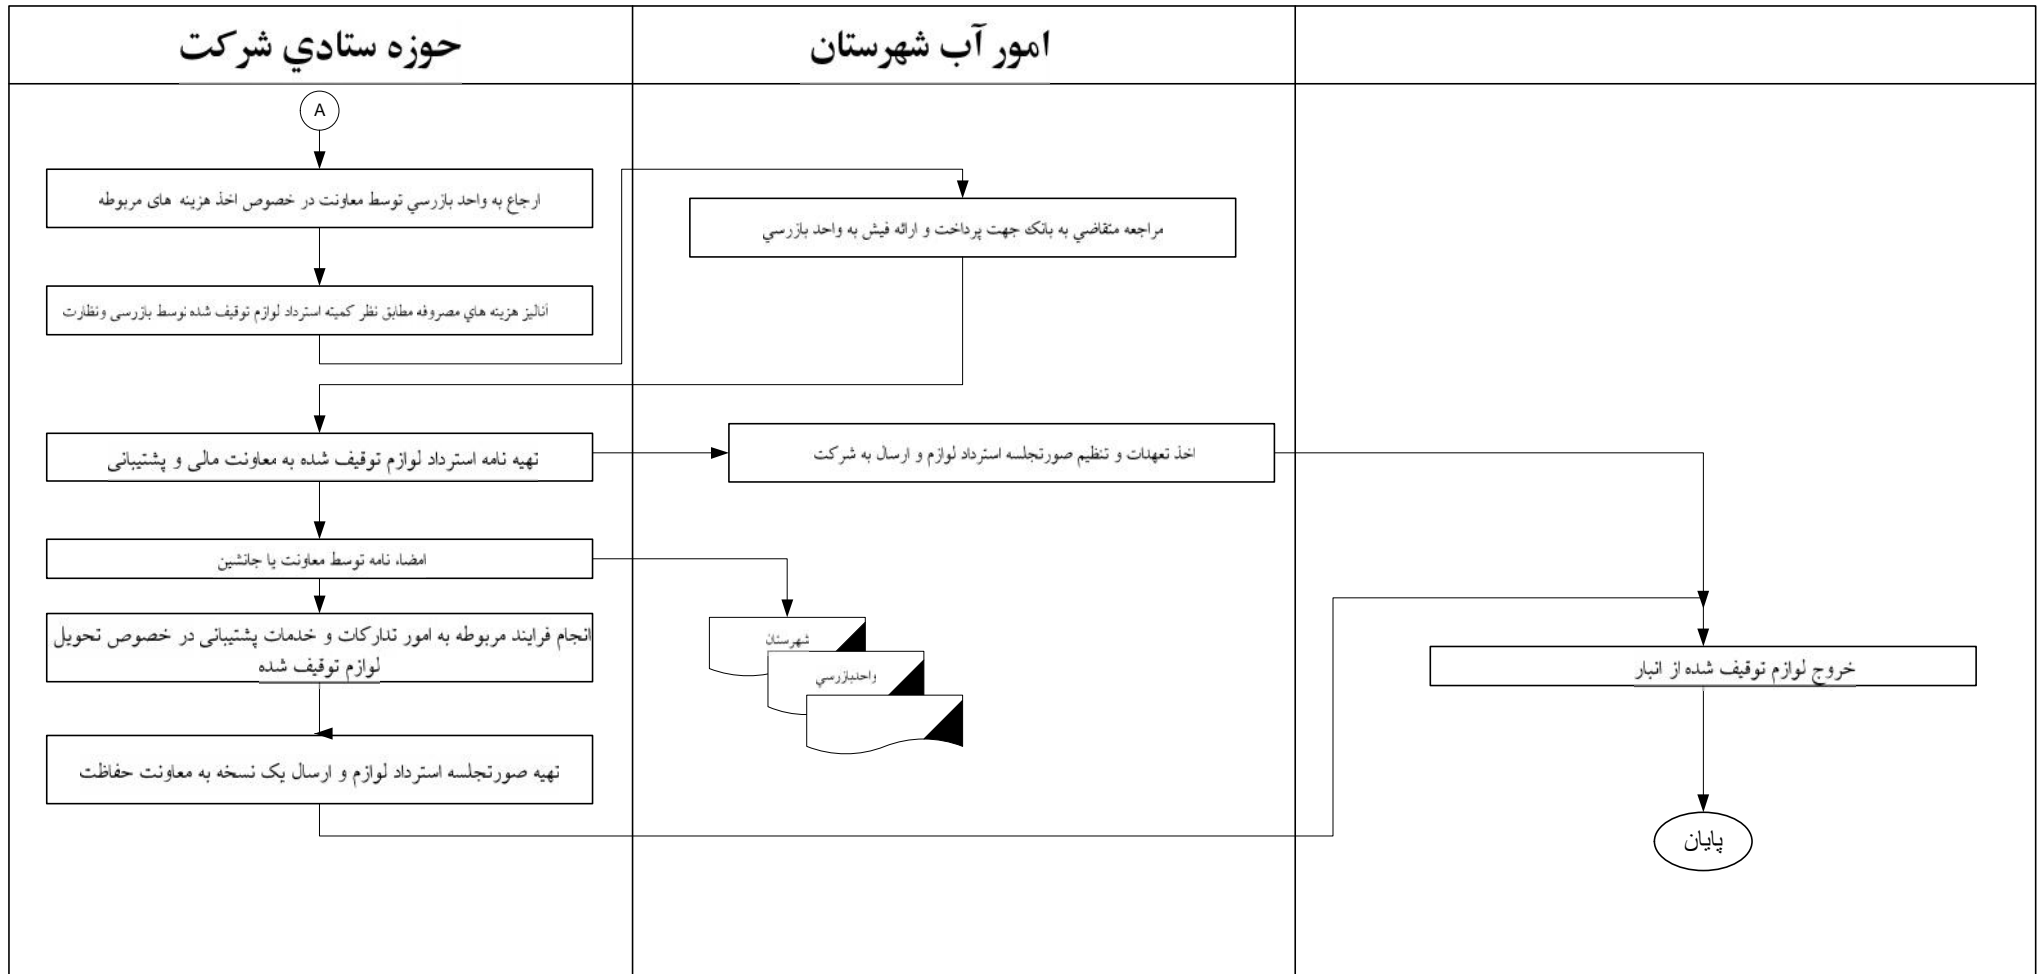 حوزه ستادي شركت
امور آب شهرستان
A
ارجاع به واحد بازرسي توسط معاونت در خصوص اخذ هزينه های مربوطه
مراجعه متقاضي به بانک جهت پرداخت و ارائه فيش به واحد بازرسي
آناليز هزينه هاي مصروفه مطابق نظر کميته استرداد لوازم توقيف شده توسط بازرسی ونظارت
تهيه نامه استرداد لوازم توقيف شده به معاونت مالی و پشتيبانی
اخذ تعهدات و تنظيم صورتجلسه استرداد لوازم و ارسال به شرکت
امضاء نامه توسط معاونت يا جانشين
انجام فرايند مربوطه به امور تدارکات و خدمات پشتيبانی در خصوص تحويل
لوازم توقيف شده
شهرستان
واحدبازرسي
خروج لوازم توقيف شده از انبار
تهيه صورتجلسه استرداد لوازم و ارسال يک نسخه به معاونت حفاظت
پايان